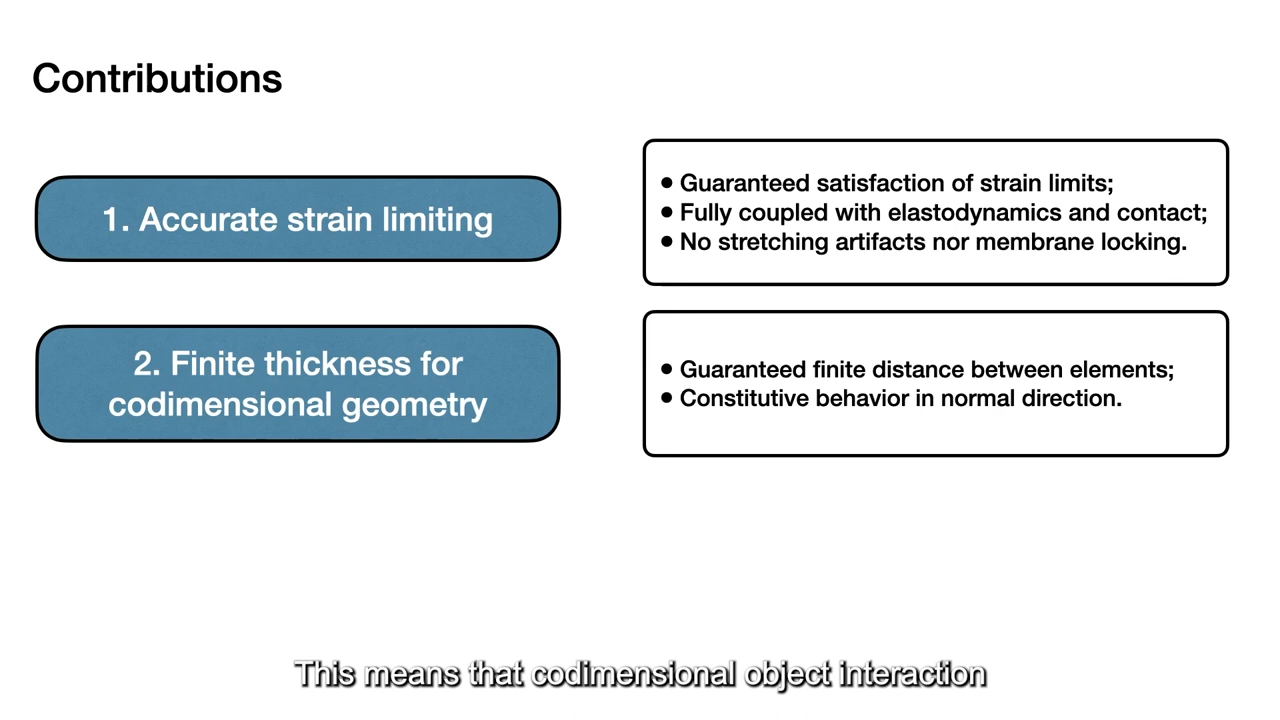 Contributions
1. Accurate strain limiting
● Guaranteed satisfaction of strain limits;
● Fully coupled with elastodynamics and contact;
● No stretching artifacts nor membrane locking.
2. Finite thickness for
codimensional geometry
● Guaranteed finite distance between elements;
● Constitutive behavior in normal direction.
This means that codimensional object interaction